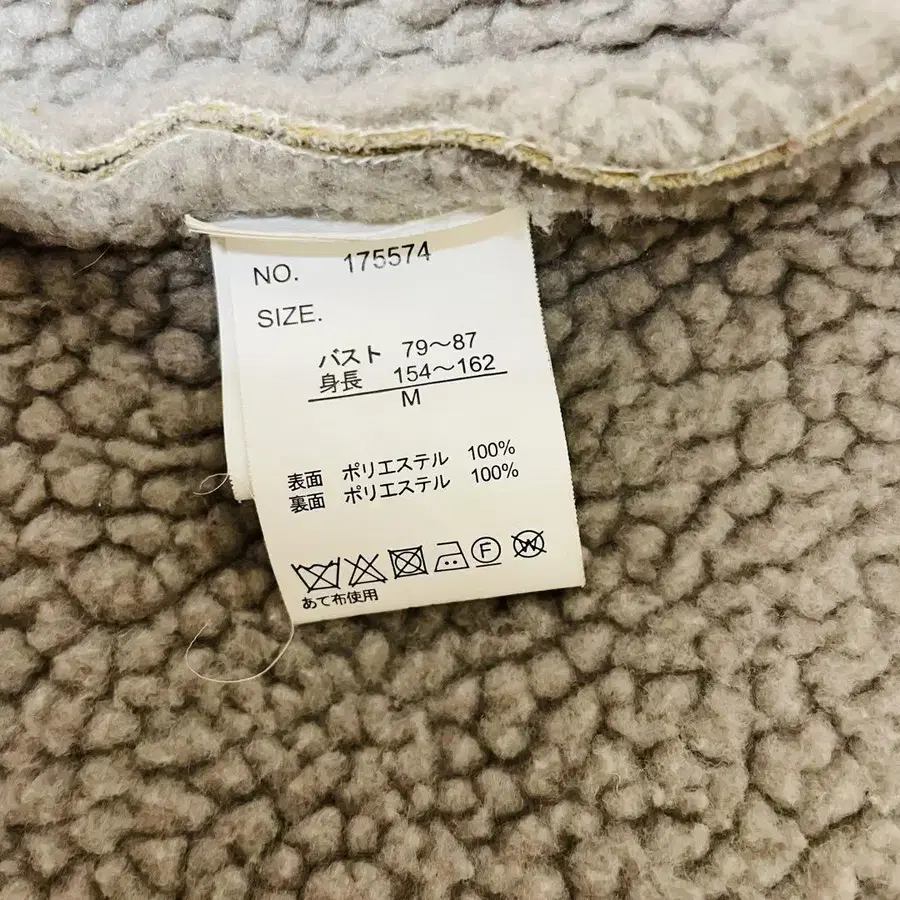 NO. 175574
SIZE.
バスト 79〜87
身長 154〜162
M
表面 ポリエステル 100%
裏面 ポリエステル 100%
F W
あて布使用